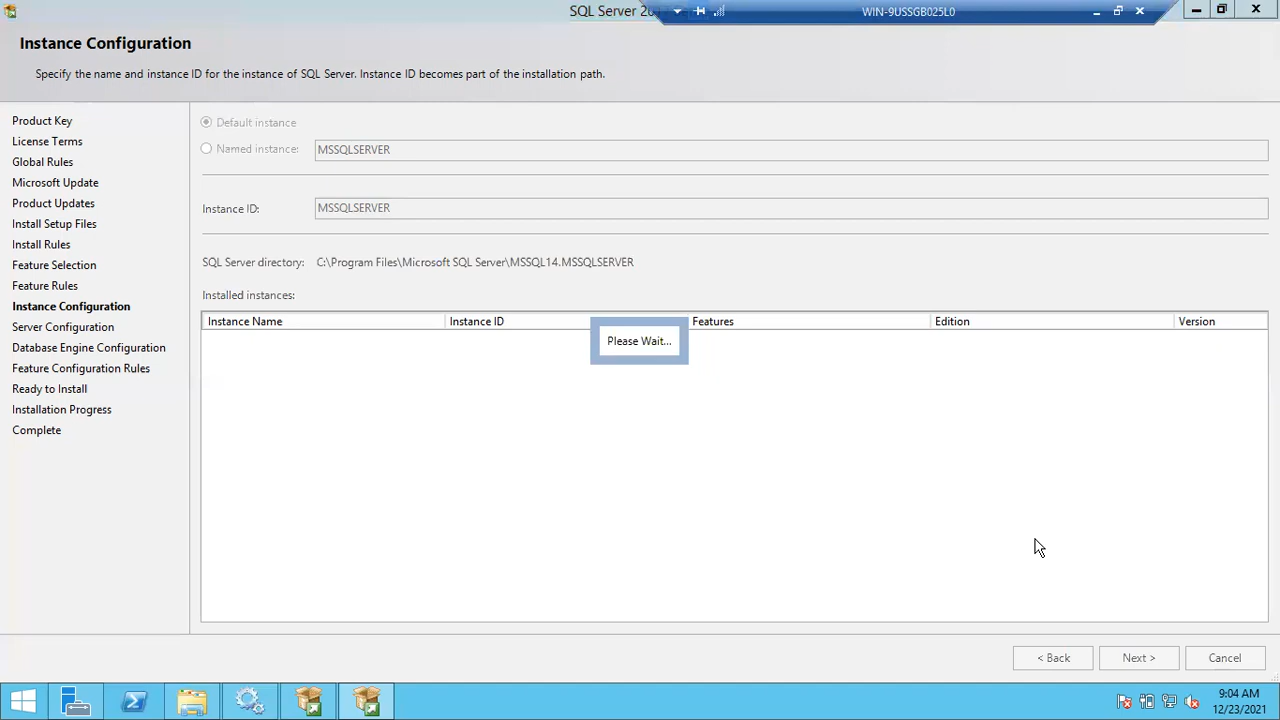 SQL Server 20
WIN-9USSGB025L0
Instance Configuration
Specify the name and instance ID for the instance of SQL Server. Instance ID becomes part of the installation path.
Product Key
License Terms
Global Rules
Microsoft Update
Product Updates
Install Setup Files
Install Rules
Feature Selection
Feature Rules
Instance Configuration
Server Configuration
Database Engine Configuration
Feature Configuration Rules
Ready to Install
Installation Progress
Complete
Default instance
Named instance: MSSQLSERVER
Instance ID: MSSQLSERVER
SQL Server directory: C:\Program Files\Microsoft SQL Server\MSSQL14.MSSQLSERVER
Installed instances:
Instance Name Instance ID Features Edition Version
Please Wait...
< Back Next > Cancel
9:04 AM
12/23/2021